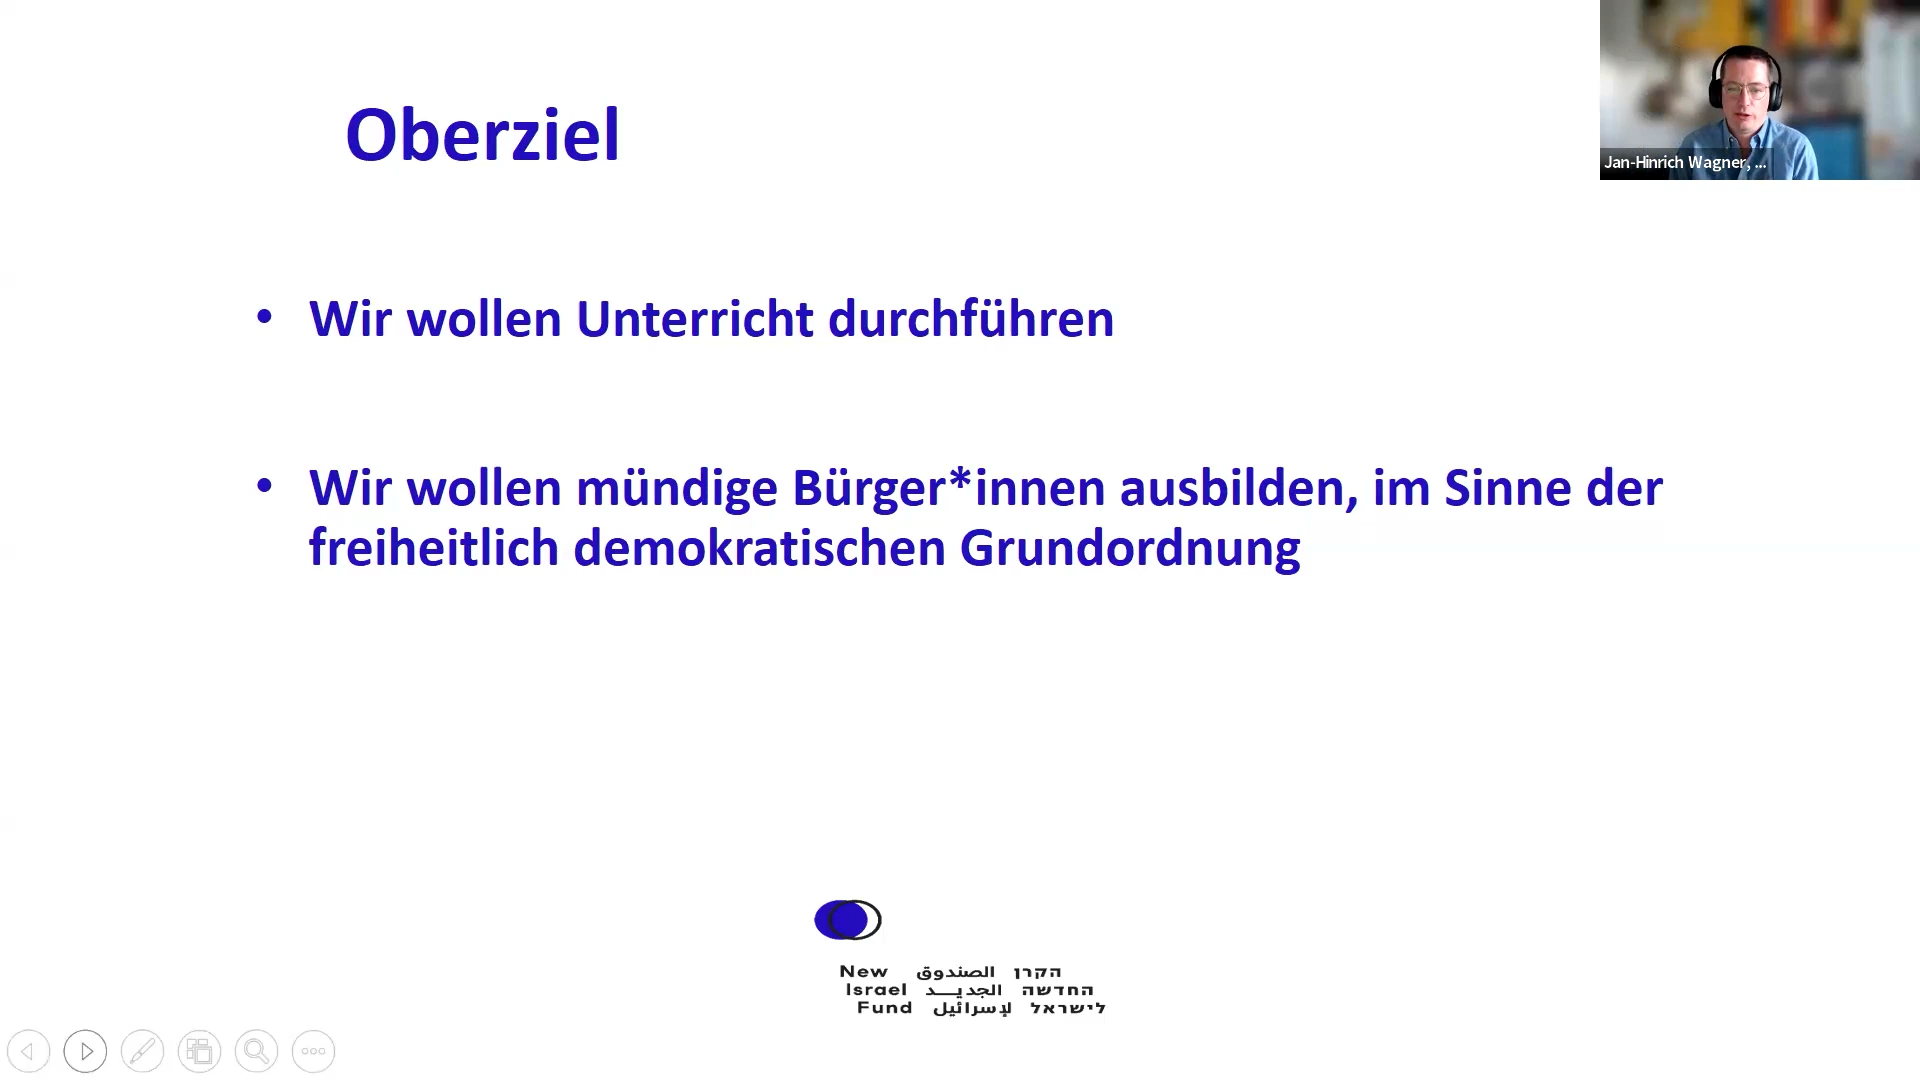 Oberziel
Jan-Hinrich Wagner, ...
• Wir wollen Unterricht durchführen
• Wir wollen mündige Bürger*innen ausbilden, im Sinne der
freiheitlich demokratischen Grundordnung
New الصندوق הקרן
Israel الجديـــد החדשה
Fund لإسرائيل לישראל